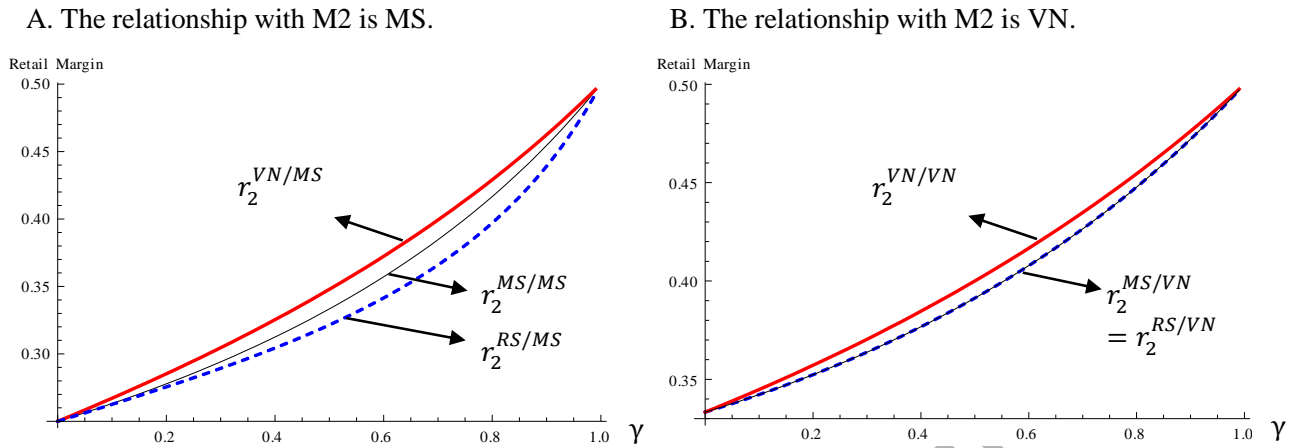 A. The relationship with M2 is MS.
Retail Margin
0.50
0.45
0.40
0.35
0.30
r_2^{VN/MS}
r_2^{MS/MS}
r_2^{RS/MS}
0.2 0.4 0.6 0.8 1.0 γ
B. The relationship with M2 is VN.
Retail Margin
0.50
0.45
0.40
0.35
r_2^{VN/VN}
r_2^{MS/VN}
= r_2^{RS/VN}
0.2 0.4 0.6 0.8 1.0 γ